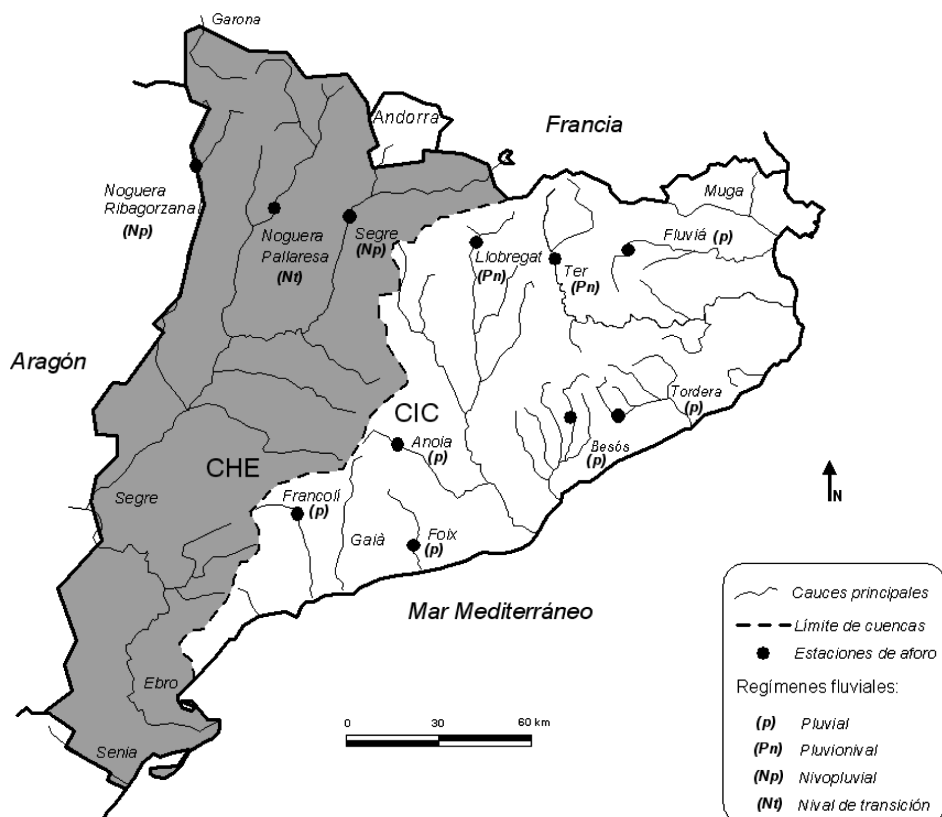 Garona
Andorra
Francia
Noguera
Ribagorzana
(Np)
Noguera
Pallaresa
(Nt)
Segre
(Np)
Llobregat
(Pn)
Ter
(Pn)
Fluviá (p)
Muga
Aragón
CIC
Tordera
(p)
Besós
(p)
Anoia
(p)
CHE
Segre
Francolí
(p)
Gaià
Foix
(p)
N
Mar Mediterráneo
Ebro
Senia
0 30 60 km
Cauces principales
Límite de cuencas
Estaciones de aforo
Regímenes fluviales:
(p) Pluvial
(Pn) Pluvionival
(Np) Nivopluvial
(Nt) Nival de transición